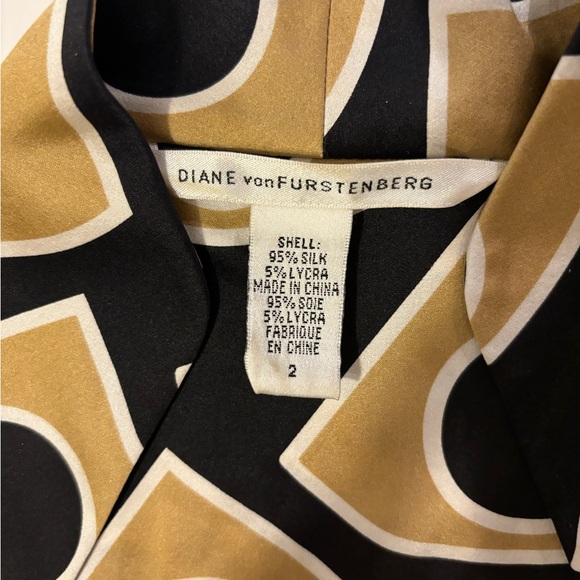 DIANE vonFURSTENBERG
SHELL:
95% SILK
5% LYCRA
MADE IN CHINA
95% SOIE
5% LYCRA
FABRIQUE
EN CHINE
2